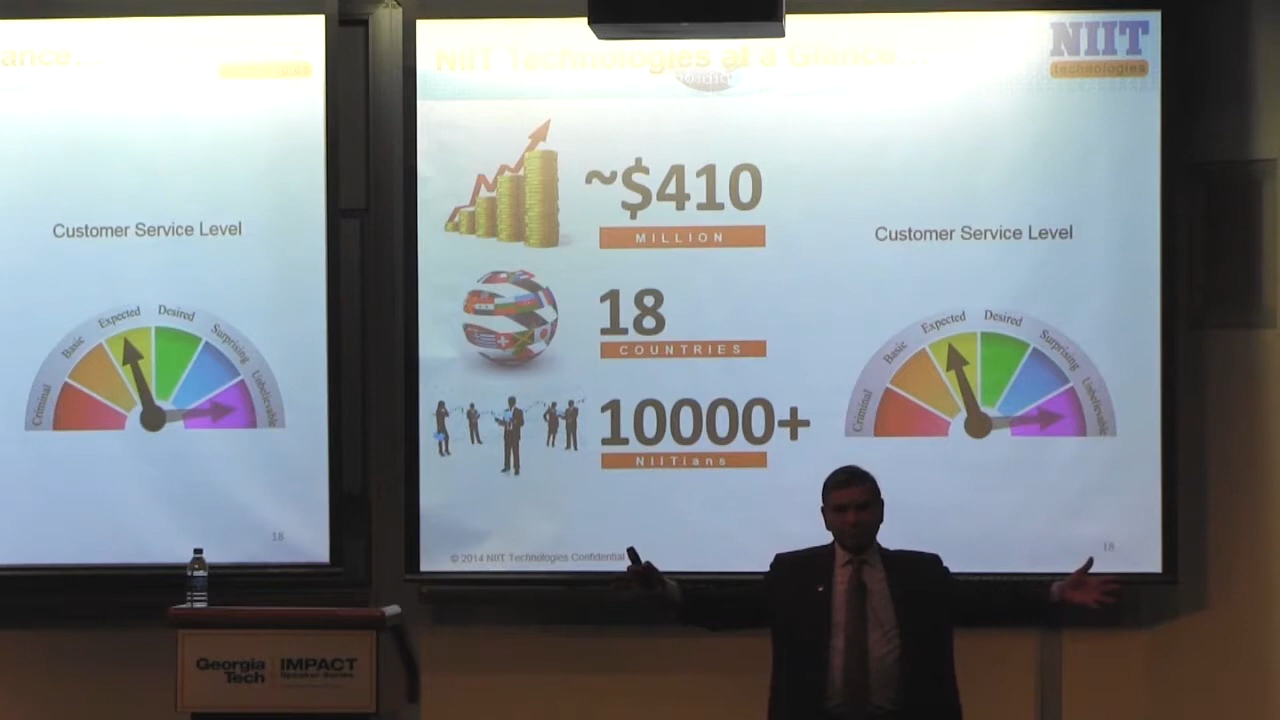 ance...
Customer Service Level
Criminal
Basic
Expected
Desired
Surprising
Unbelievable
18
NIIT Technologies at a Glance...
NIIT
technologies
~$410
MILLION
18
COUNTRIES
10000+
NIITians
Customer Service Level
Criminal
Basic
Expected
Desired
Surprising
Unbelievable
© 2014 NIIT Technologies Confidential
18
Georgia
Tech
IMPACT
Speaker Series